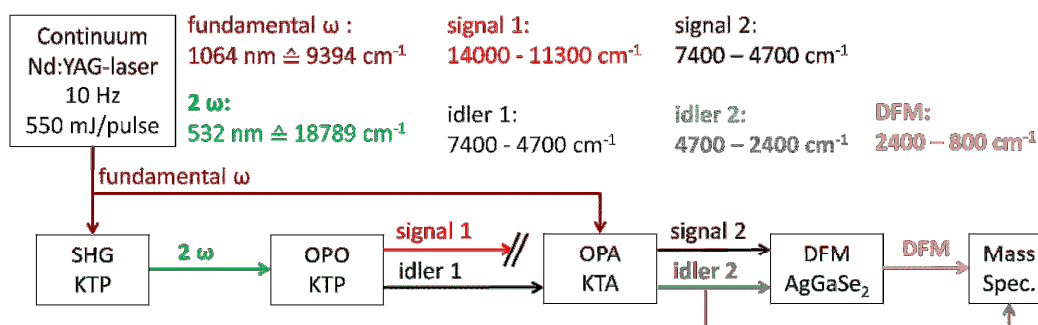 Continuum
Nd:YAG-laser
10 Hz
550 mJ/pulse
fundamental ω :
1064 nm ≙ 9394 cm⁻¹
signal 1:
14000 - 11300 cm⁻¹
signal 2:
7400 – 4700 cm⁻¹
2 ω:
532 nm ≙ 18789 cm⁻¹
idler 1:
7400 - 4700 cm⁻¹
idler 2:
4700 – 2400 cm⁻¹
DFM:
2400 – 800 cm⁻¹
fundamental ω
SHG
KTP
2 ω
OPO
KTP
signal 1
idler 1
OPA
KTA
signal 2
idler 2
DFM
AgGaSe₂
DFM
Mass
Spec.